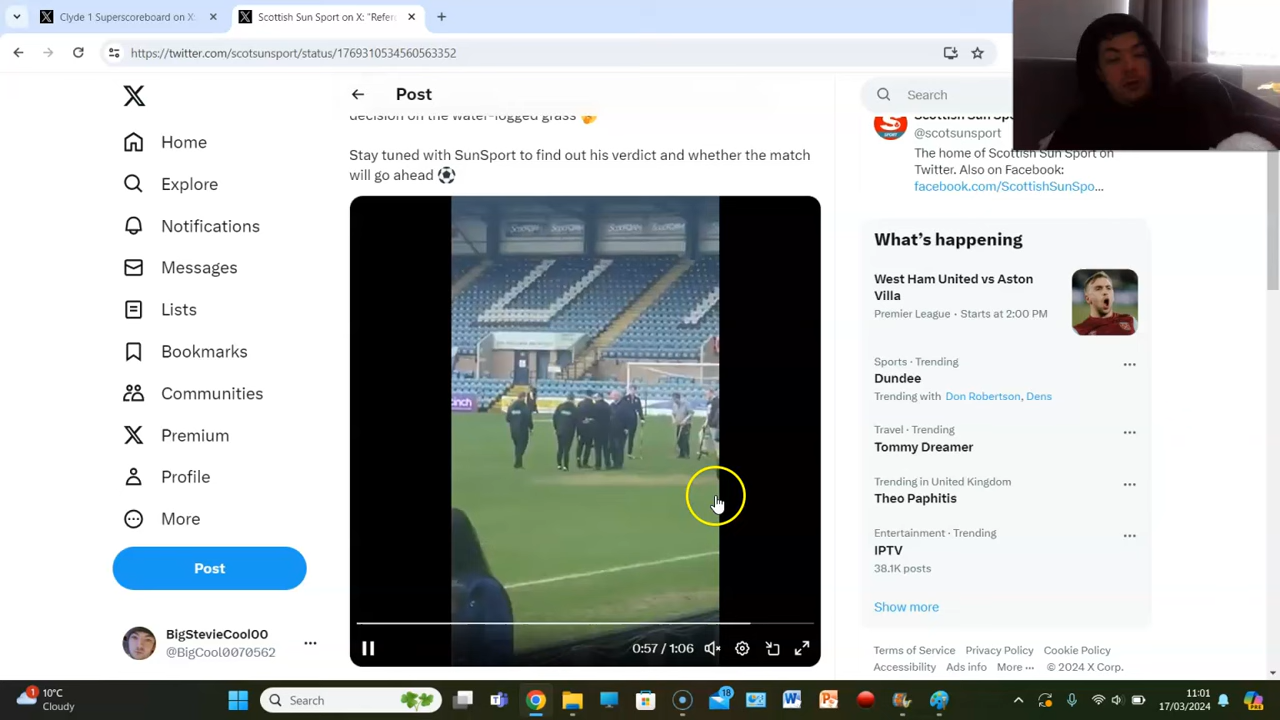 Clyde 1 Superscoreboard on X:
Scottish Sun Sport on X: "Refer
https://twitter.com/scotsunsport/status/1769310534560563352
Home
Explore
Notifications
Messages
Lists
Bookmarks
Communities
Premium
Profile
More
Post
BigStevieCool00
@BigCool0070562
Post
decision on the water-logged grass
Stay tuned with SunSport to find out his verdict and whether the match
will go ahead
cinch
0:57 / 1:06
Search
Scottish Sun Sp
@scotsunsport
The home of Scottish Sun Sport on
Twitter. Also on Facebook:
facebook.com/ScottishSunSpo...
What's happening
West Ham United vs Aston
Villa
Premier League · Starts at 2:00 PM
Sports · Trending
Dundee
Trending with Don Robertson, Dens
Travel · Trending
Tommy Dreamer
Trending in United Kingdom
Theo Paphitis
Entertainment · Trending
IPTV
38.1K posts
Show more
Terms of Service Privacy Policy Cookie Policy
Accessibility Ads info More ... © 2024 X Corp.
1
10°C
Cloudy
Search
18
11:01
17/03/2024